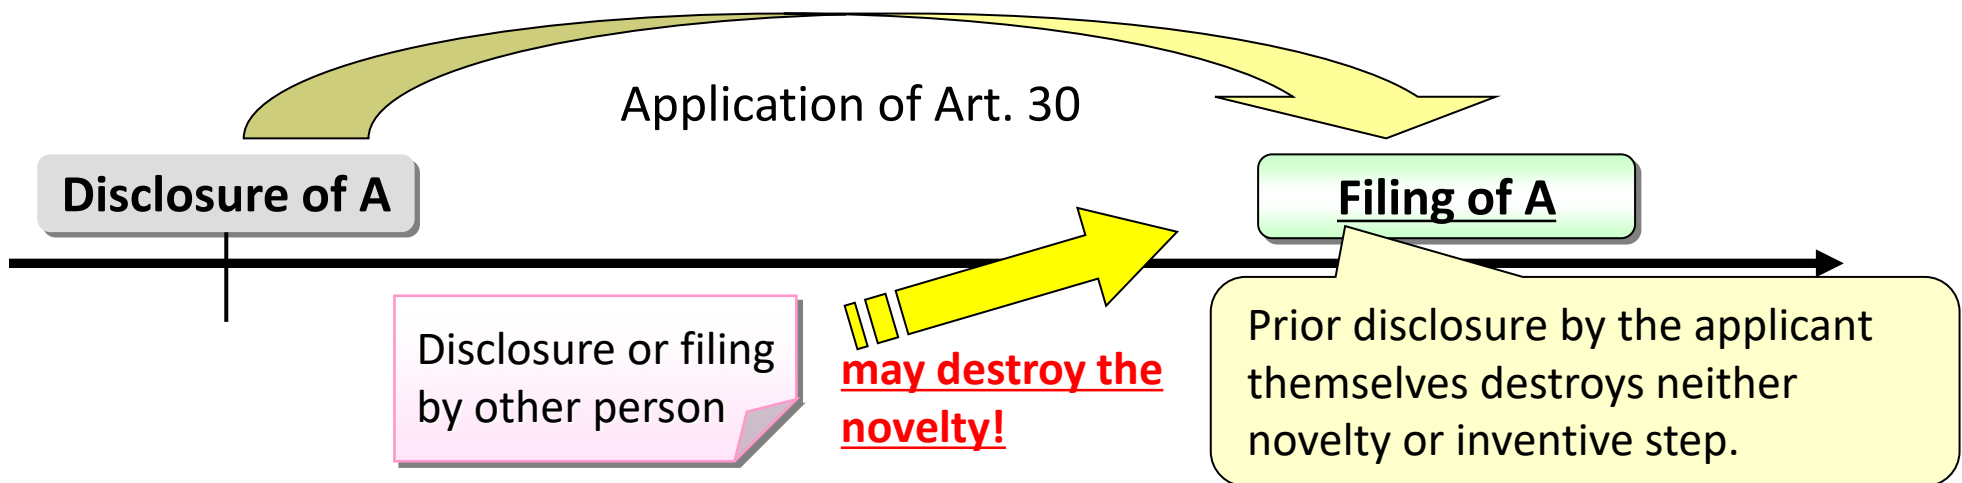 Application of Art. 30
Disclosure of A
Filing of A
Disclosure or filing
by other person
may destroy the
novelty!
Prior disclosure by the applicant
themselves destroys neither
novelty or inventive step.